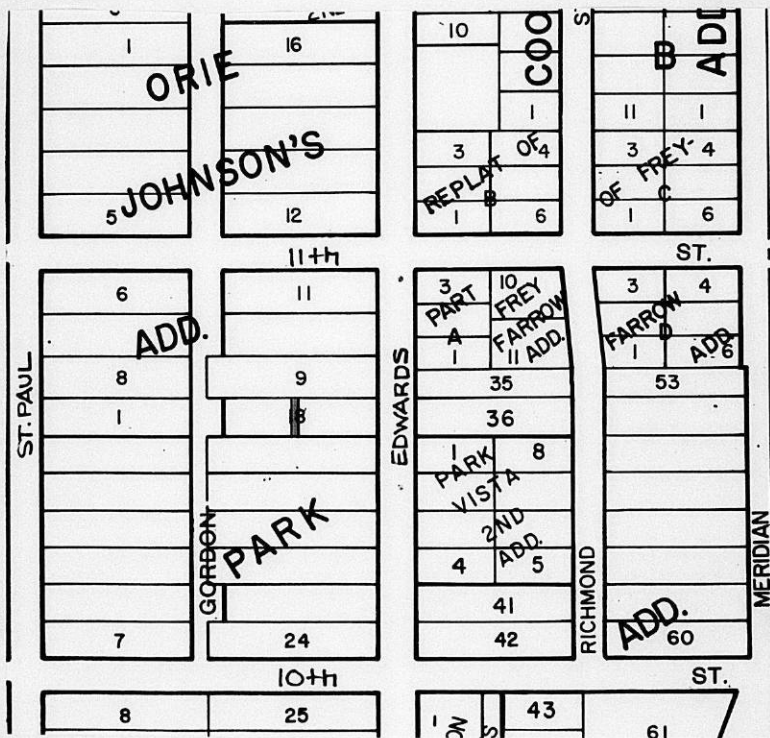 2ND
1
16
ORIE
JOHNSON'S
5
12
10
COO
1
3
4
REPLAT OF
B
1
6
S
B
ADD
11
1
3
4
OF FREY-
C
1
6
11th
ST.
6
11
ADD.
8
9
1
8
PARK
7
24
ST. PAUL
GORDON
EDWARDS
3
10
PART
FREY
A
FARROW
ADD.
1
11
35
36
1
8
PARK
VISTA
2ND
ADD.
4
5
41
42
RICHMOND
3
4
FARROW
D
ADD.
1
6
53
ADD.
60
MERIDIAN
10th
ST.
8
25
1
ON
S
43
61